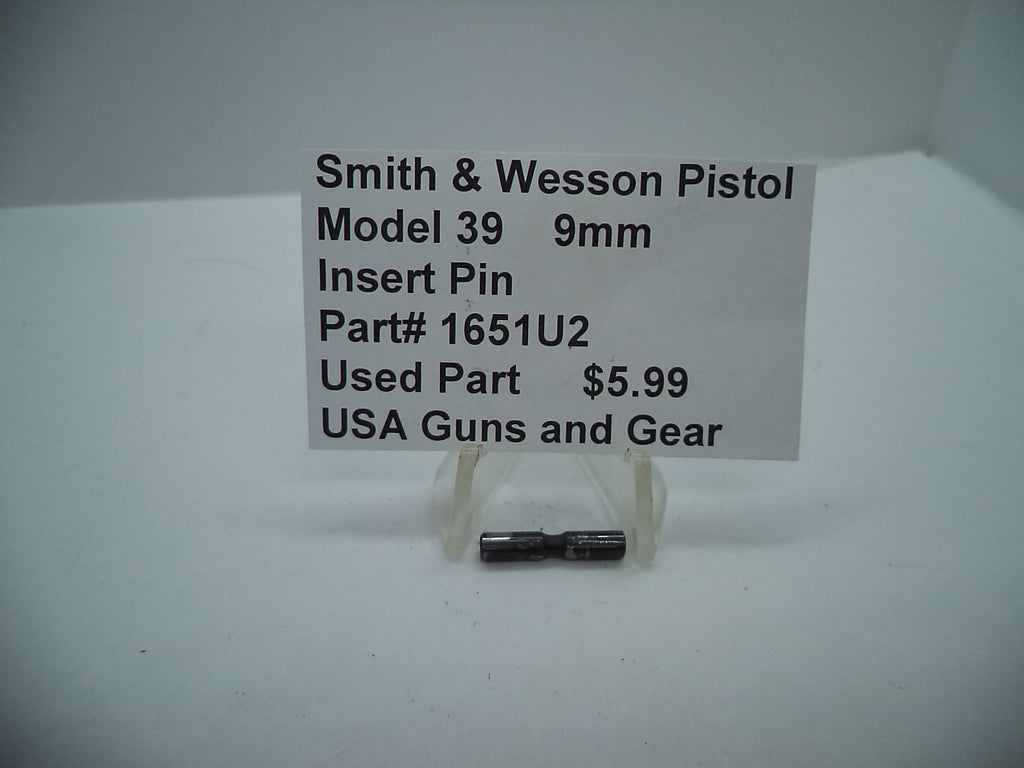 Smith & Wesson Pistol
Model 39 9mm
Insert Pin
Part# 1651U2
Used Part $5.99
USA Guns and Gear